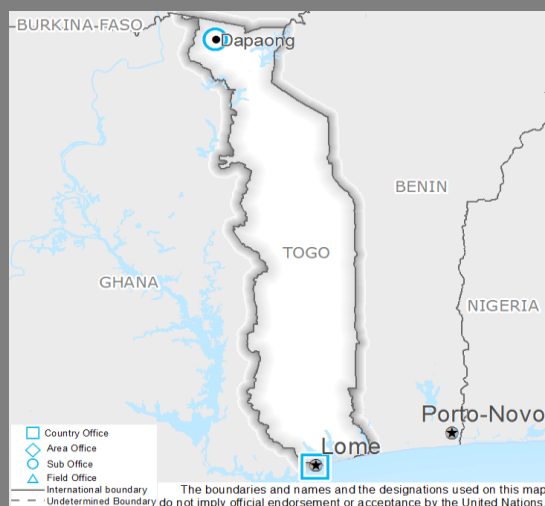 BURKINA-FASO
Dapaong
BENIN
TOGO
GHANA
NIGERIA
Porto-Novo
Lome
Country Office
Area Office
Sub Office
Field Office
International boundary
Undetermined Boundary
The boundaries and names and the designations used on this map
do not imply official endorsement or acceptance by the United Nations